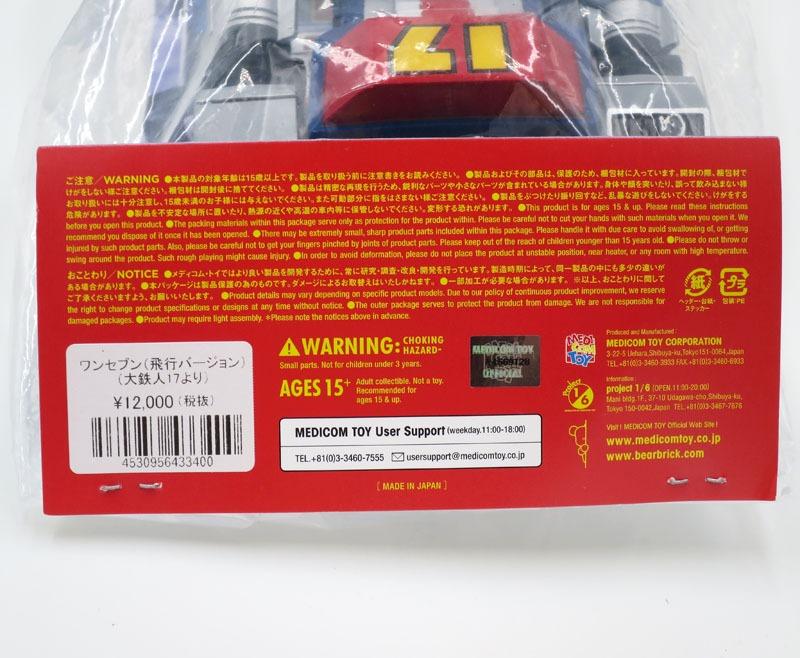 17
ご注意／WARNING ●本製品の対象年齢は15歳以上です。製品を取り扱う前に注意書きをお読みください。 ●製品およびその部品は、保護のため、梱包材に入っています。開封の際、梱包材で
けがをしない様ご注意ください。梱包材は開封後に捨ててください。 ●製品は精密な再現を行うため、鋭利なパーツや小さなパーツが含まれている場合があります。身体や顔を突いたり、誤って飲み込まない様
お取り扱いには十分注意し、15歳未満のお子様には与えないでください。また可動部分に指をはさまない様ご注意ください。 ●製品をぶつけたり振り回すなど、乱暴な遊びをしないでください。けがをする
危険があります。 ●製品を不安定な場所に置いたり、熱源の近くや高温の車内等に保管しないでください。変形する恐れがあります。 ●This product is for ages 15 & up. Please read these instructions
before you open this product. ●The packing materials within this package serve only as protection for the product within. Please be careful not to cut your hands with such materials when you open it. We
recommend you dispose of it once it has been opened. ●There may be extremely small, sharp product parts included within this package. Please handle it with due care to avoid swallowing of, or getting
injured by such product parts. Also, please be careful not to get your fingers pinched by joints of product parts. Please keep out of the reach of children younger than 15 years old. ●Please do not throw or
swing around the product. Such rough playing might cause injury. ●In order to avoid deformation, please do not place the product at unstable position, near heater, or any room with high temperature.
おことわり／NOTICE ●メディコム・トイではより良い製品を開発するために、常に研究・調査・改良・開発を行っています。製造時期によって、同一製品の中にも多少の違いが
ある場合があります。 ●本パッケージは製品保護の為のものです。ダメージによるお取替えはいたしかねます。 ●一部加工が必要な場合があります。 ※以上、おことわりに関して
ご了承くださいますよう、お願いいたします。 ●Product details may vary depending on specific product models. Due to our policy of continuous product improvement, we reserve
the right to change product specifications or designs at any time without notice. ●The outer package serves to protect the product from damage. We are not responsible for
damaged packages. ●Product may require light assembly. *Please note the notices above in advance.
紙
ヘッダー・台紙・
ステッカー
プラ
包装:PE
ワンセブン(飛行バージョン)
(大鉄人17より)
¥12,000 (税抜)
4530956433400
WARNING: CHOKING HAZARD-
Small parts. Not for children under 3 years.
AGES 15+ Adult collectible. Not a toy.
Recommended for
ages 15 & up.
MEDICOM TOY
OFFICIAL
MEDICOM TOY User Support (weekday.11:00-18:00)
TEL.+81(0)3-3460-7555 usersupport@medicomtoy.co.jp
[ MADE IN JAPAN ]
MEDI COM TOY
Produced and Manufactured :
MEDICOM TOY CORPORATION
3-22-5 Uehara,Shibuya-ku,Tokyo151-0064,Japan
TEL.+81(0)3-3460-3933 FAX.+81(0)3-3460-6933
Project 1/6
Information :
project 1/6 (OPEN.11:00-20:00)
Mani bldg.1F, 37-10 Udagawa-cho,Shibuya-ku,
Tokyo 150-0042,Japan TEL.+81(0)3-3467-7676
Visit ! MEDICOM TOY Official Web Site !
www.medicomtoy.co.jp
www.bearbrick.com